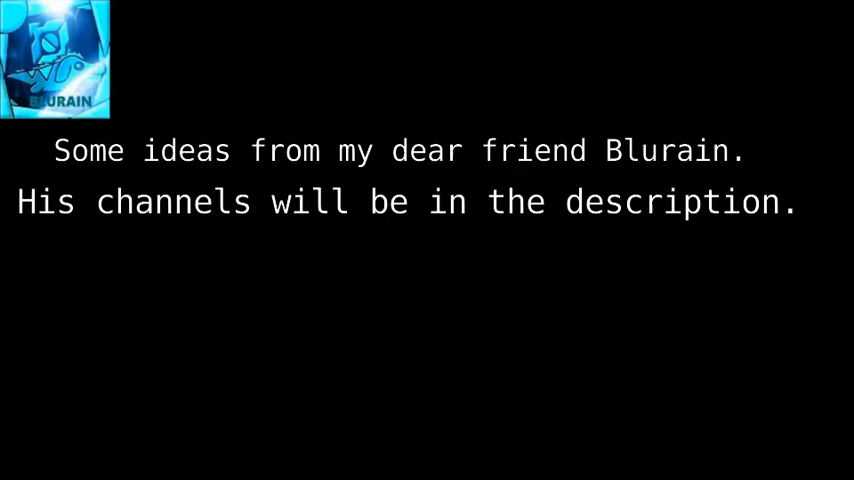 BLURAIN
Some ideas from my dear friend Blurain.
His channels will be in the description.